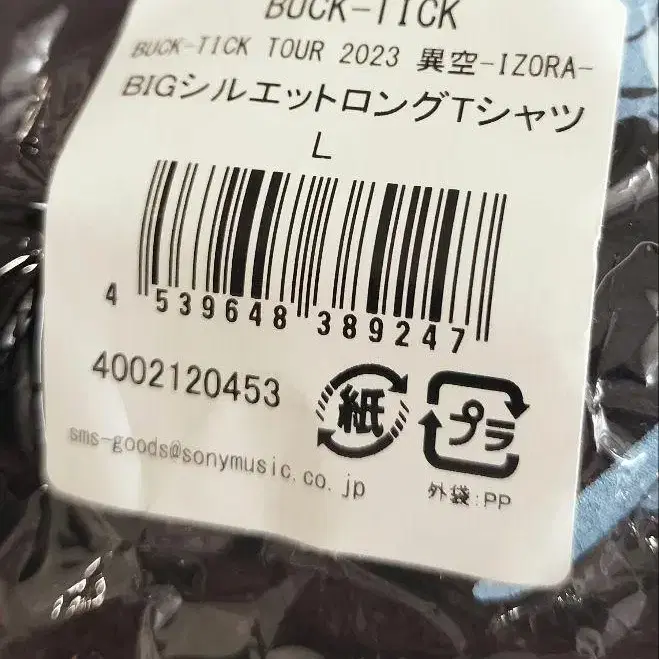 BUCK-TICK
BUCK-TICK TOUR 2023 異空-IZORA-
BIGシルエットロングTシャツ
L
4 539648 389247
4002120453
紙
プラ
sms-goods@sonymusic.co.jp
外袋:PP